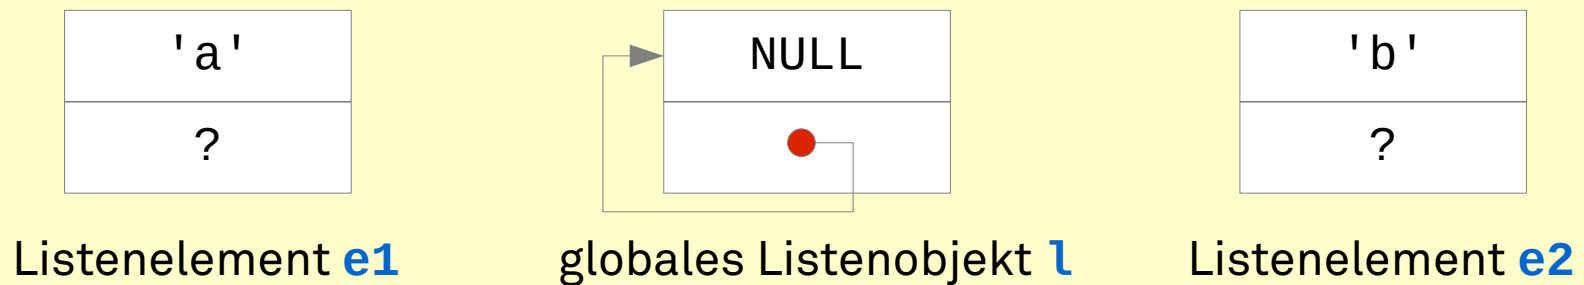 'a' NULL 'b'
? ?
Listenelement e1 globales Listenobjekt l Listenelement e2